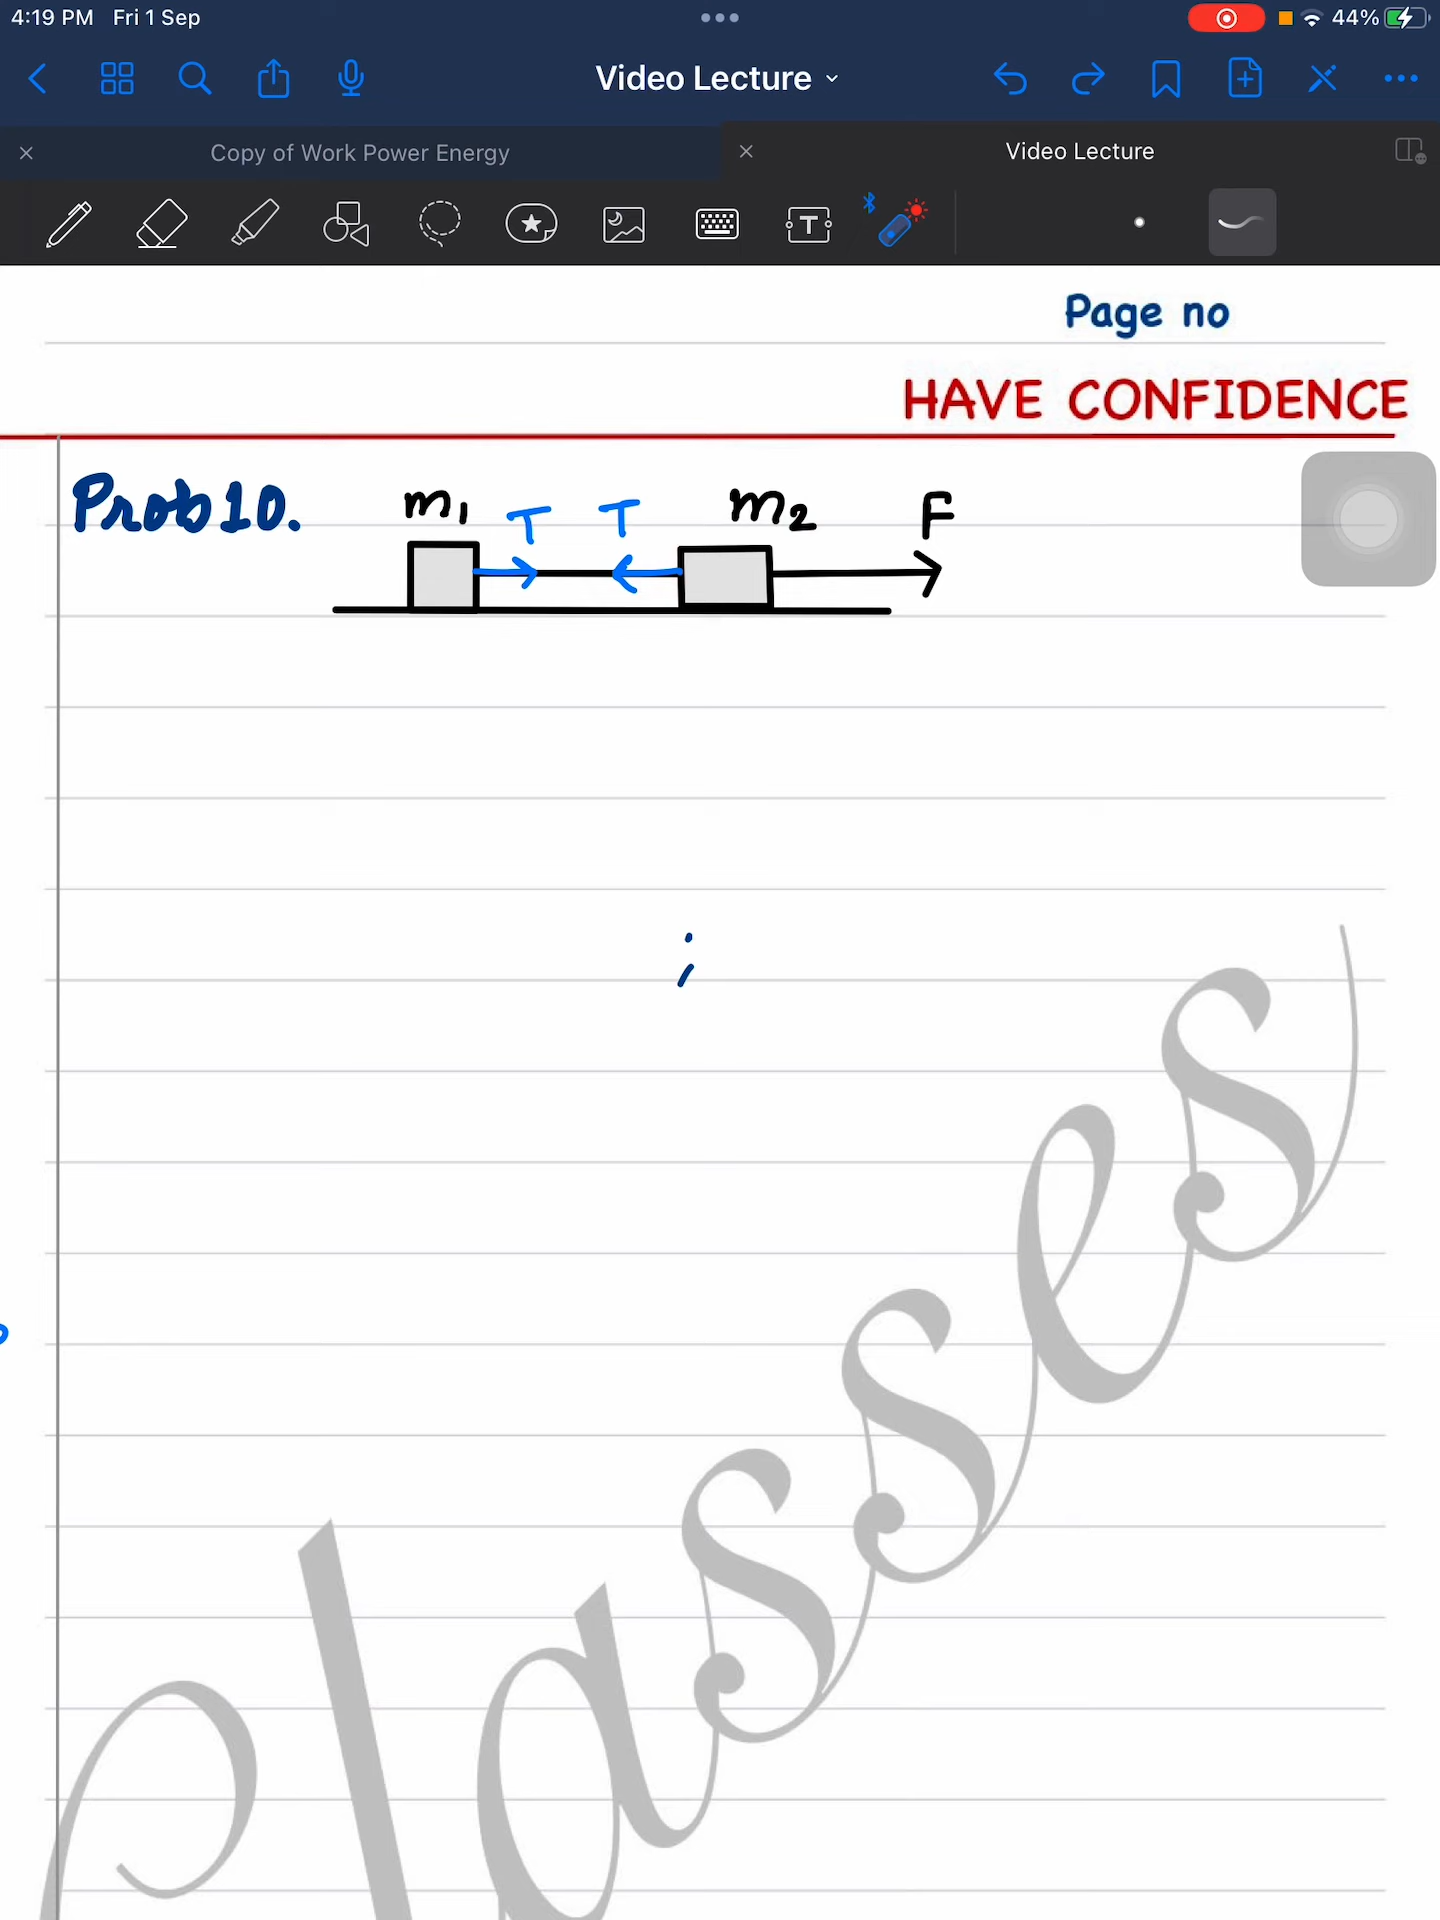 4:19 PM Fri 1 Sep 44%
Video Lecture
Copy of Work Power Energy
Video Lecture
T
Page no
HAVE CONFIDENCE
Prob 10. m₁ T T m₂ F
;
classes